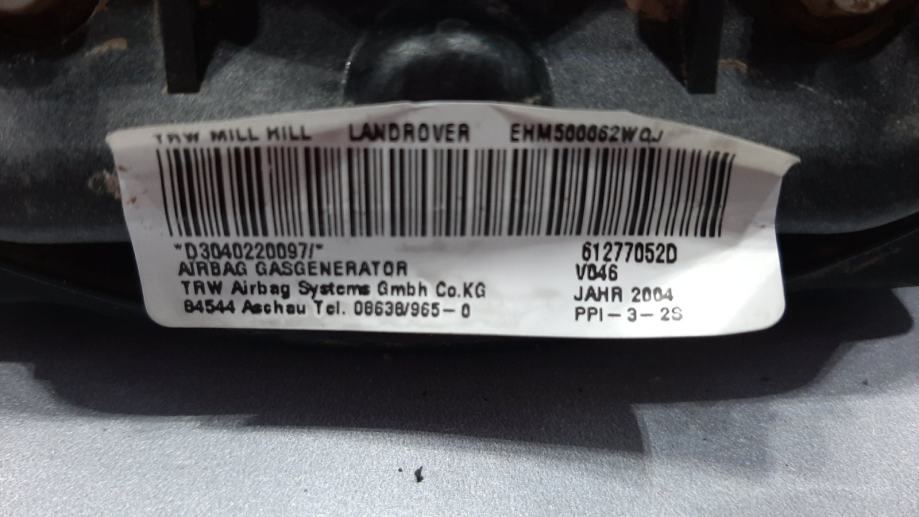 TRW MILL HILL LANDROVER EHM500062WQJ
*D3040220097/*
61277052D
AIRBAG GASGENERATOR
V046
TRW Airbag Systems Gmbh Co.KG
JAHR 2004
84544 Aschau Tel. 08638/965-0
PPI-3-2S